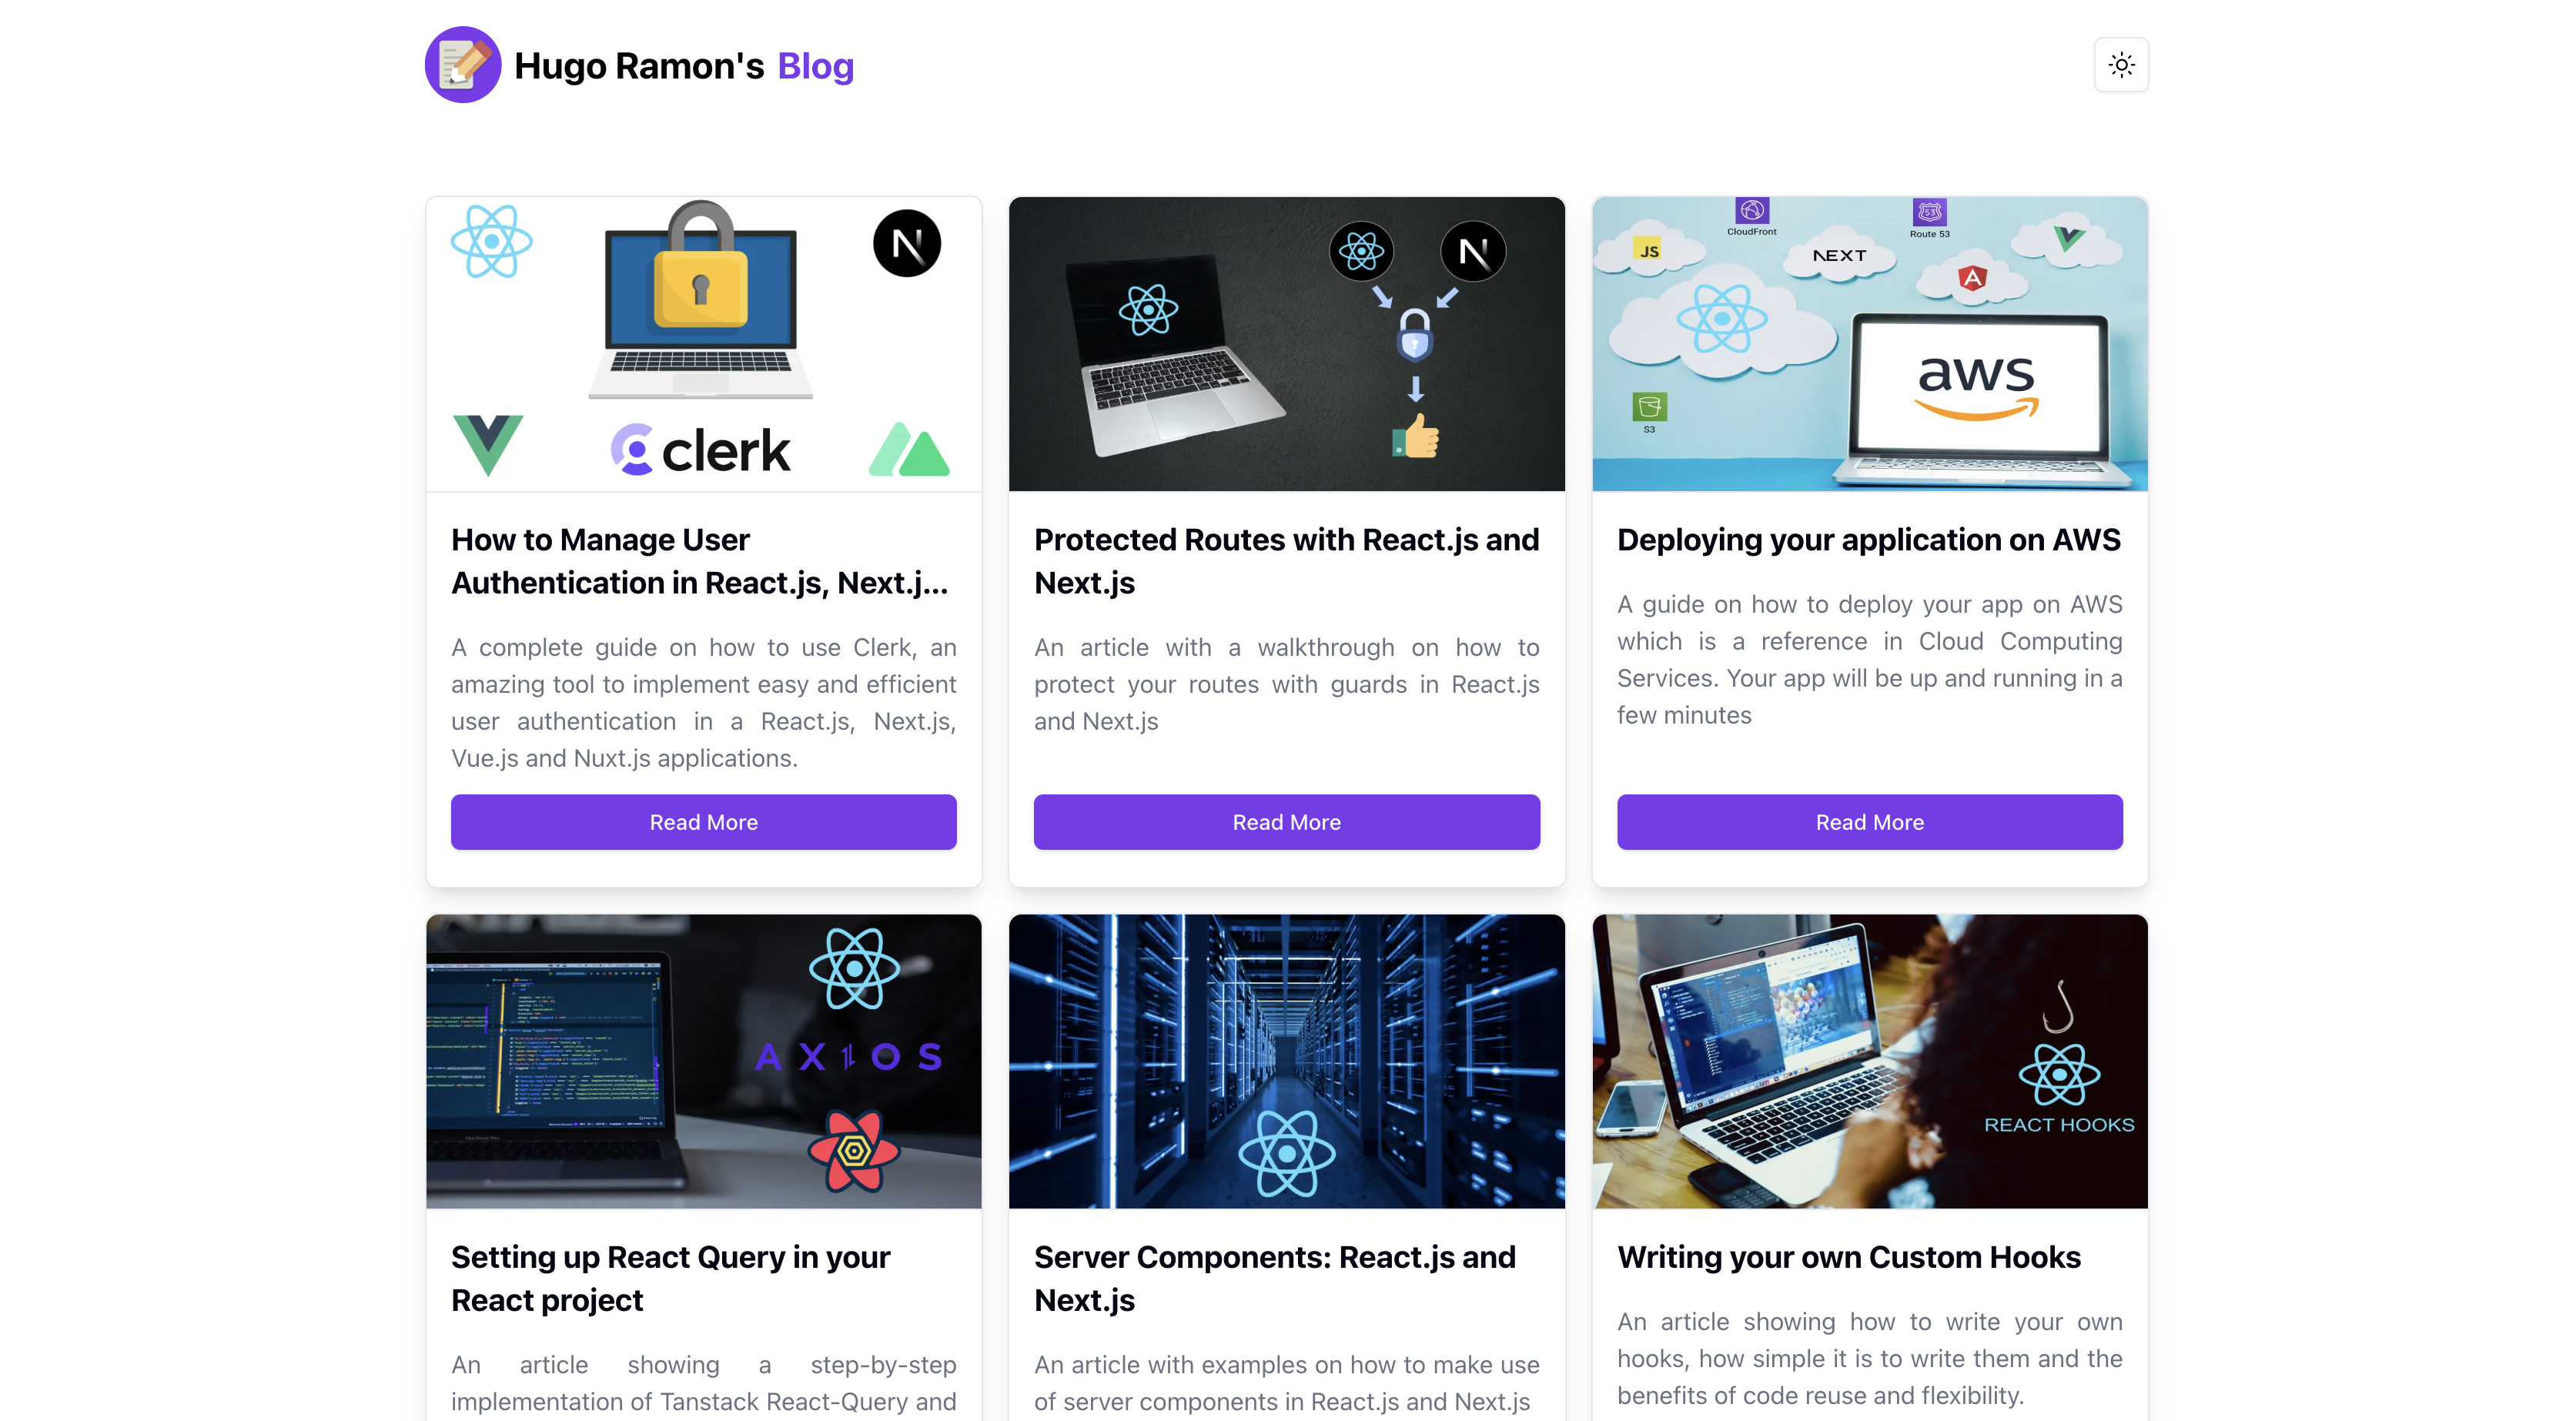 Hugo Ramon's Blog
clerk
CloudFront
Route 53
53
JS
NEXT
A
aws
S3
How to Manage User
Authentication in React.js, Next.j...
A complete guide on how to use Clerk, an
amazing tool to implement easy and efficient
user authentication in a React.js, Next.js,
Vue.js and Nuxt.js applications.
Read More
Protected Routes with React.js and
Next.js
An article with a walkthrough on how to
protect your routes with guards in React.js
and Next.js
Read More
Deploying your application on AWS
A guide on how to deploy your app on AWS
which is a reference in Cloud Computing
Services. Your app will be up and running in a
few minutes
Read More
AXIOS
REACT HOOKS
Setting up React Query in your
React project
An article showing a step-by-step
implementation of Tanstack React-Query and
Server Components: React.js and
Next.js
An article with examples on how to make use
of server components in React.js and Next.js
Writing your own Custom Hooks
An article showing how to write your own
hooks, how simple it is to write them and the
benefits of code reuse and flexibility.